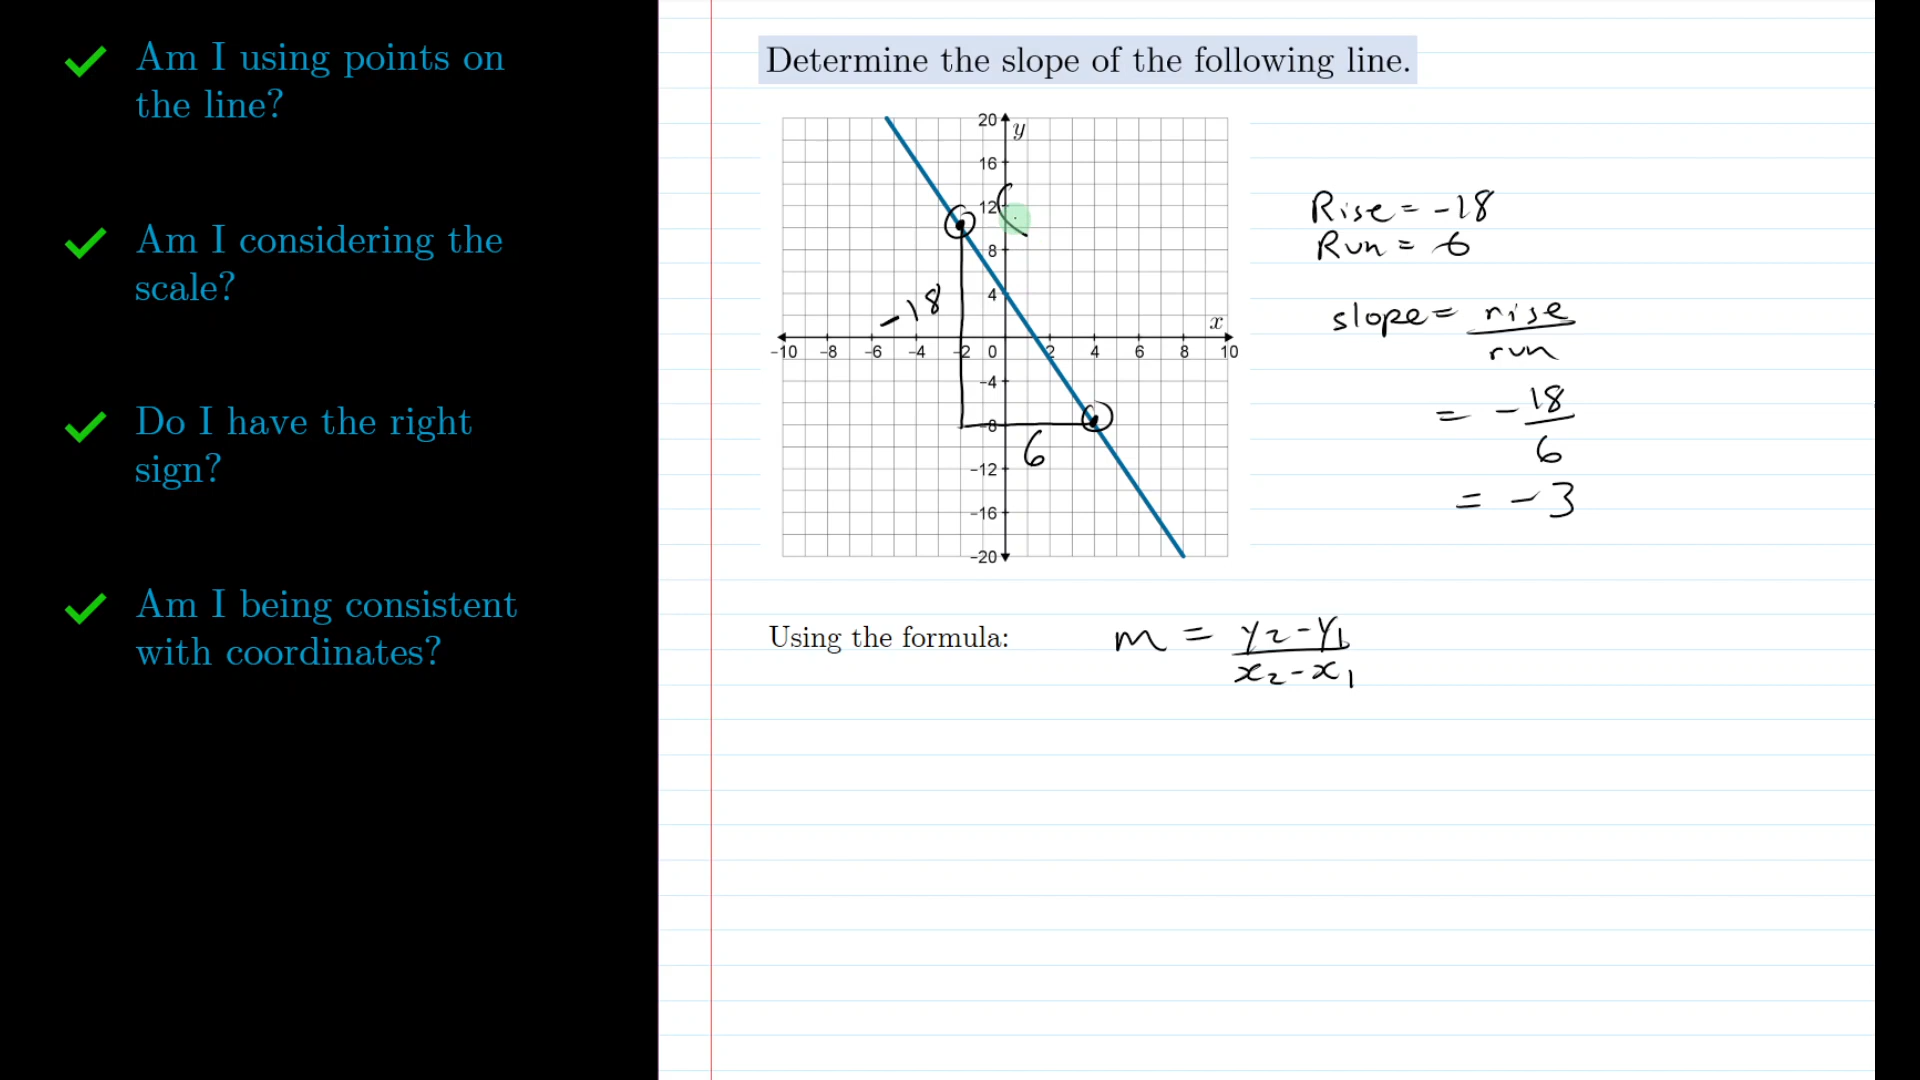 Am I using points on
the line?
Am I considering the
scale?
Do I have the right
sign?
Am I being consistent
with coordinates?
Determine the slope of the following line.
20
y
16
12
(
8
4
-18
x
-10 -8 -6 -4 -2 0 2 4 6 8 10
-4
-8
6
-12
-16
-20
Rise = -18
Run = 6
slope = rise
run
= -18
6
= -3
Using the formula:
m = y2-y1
x2-x1